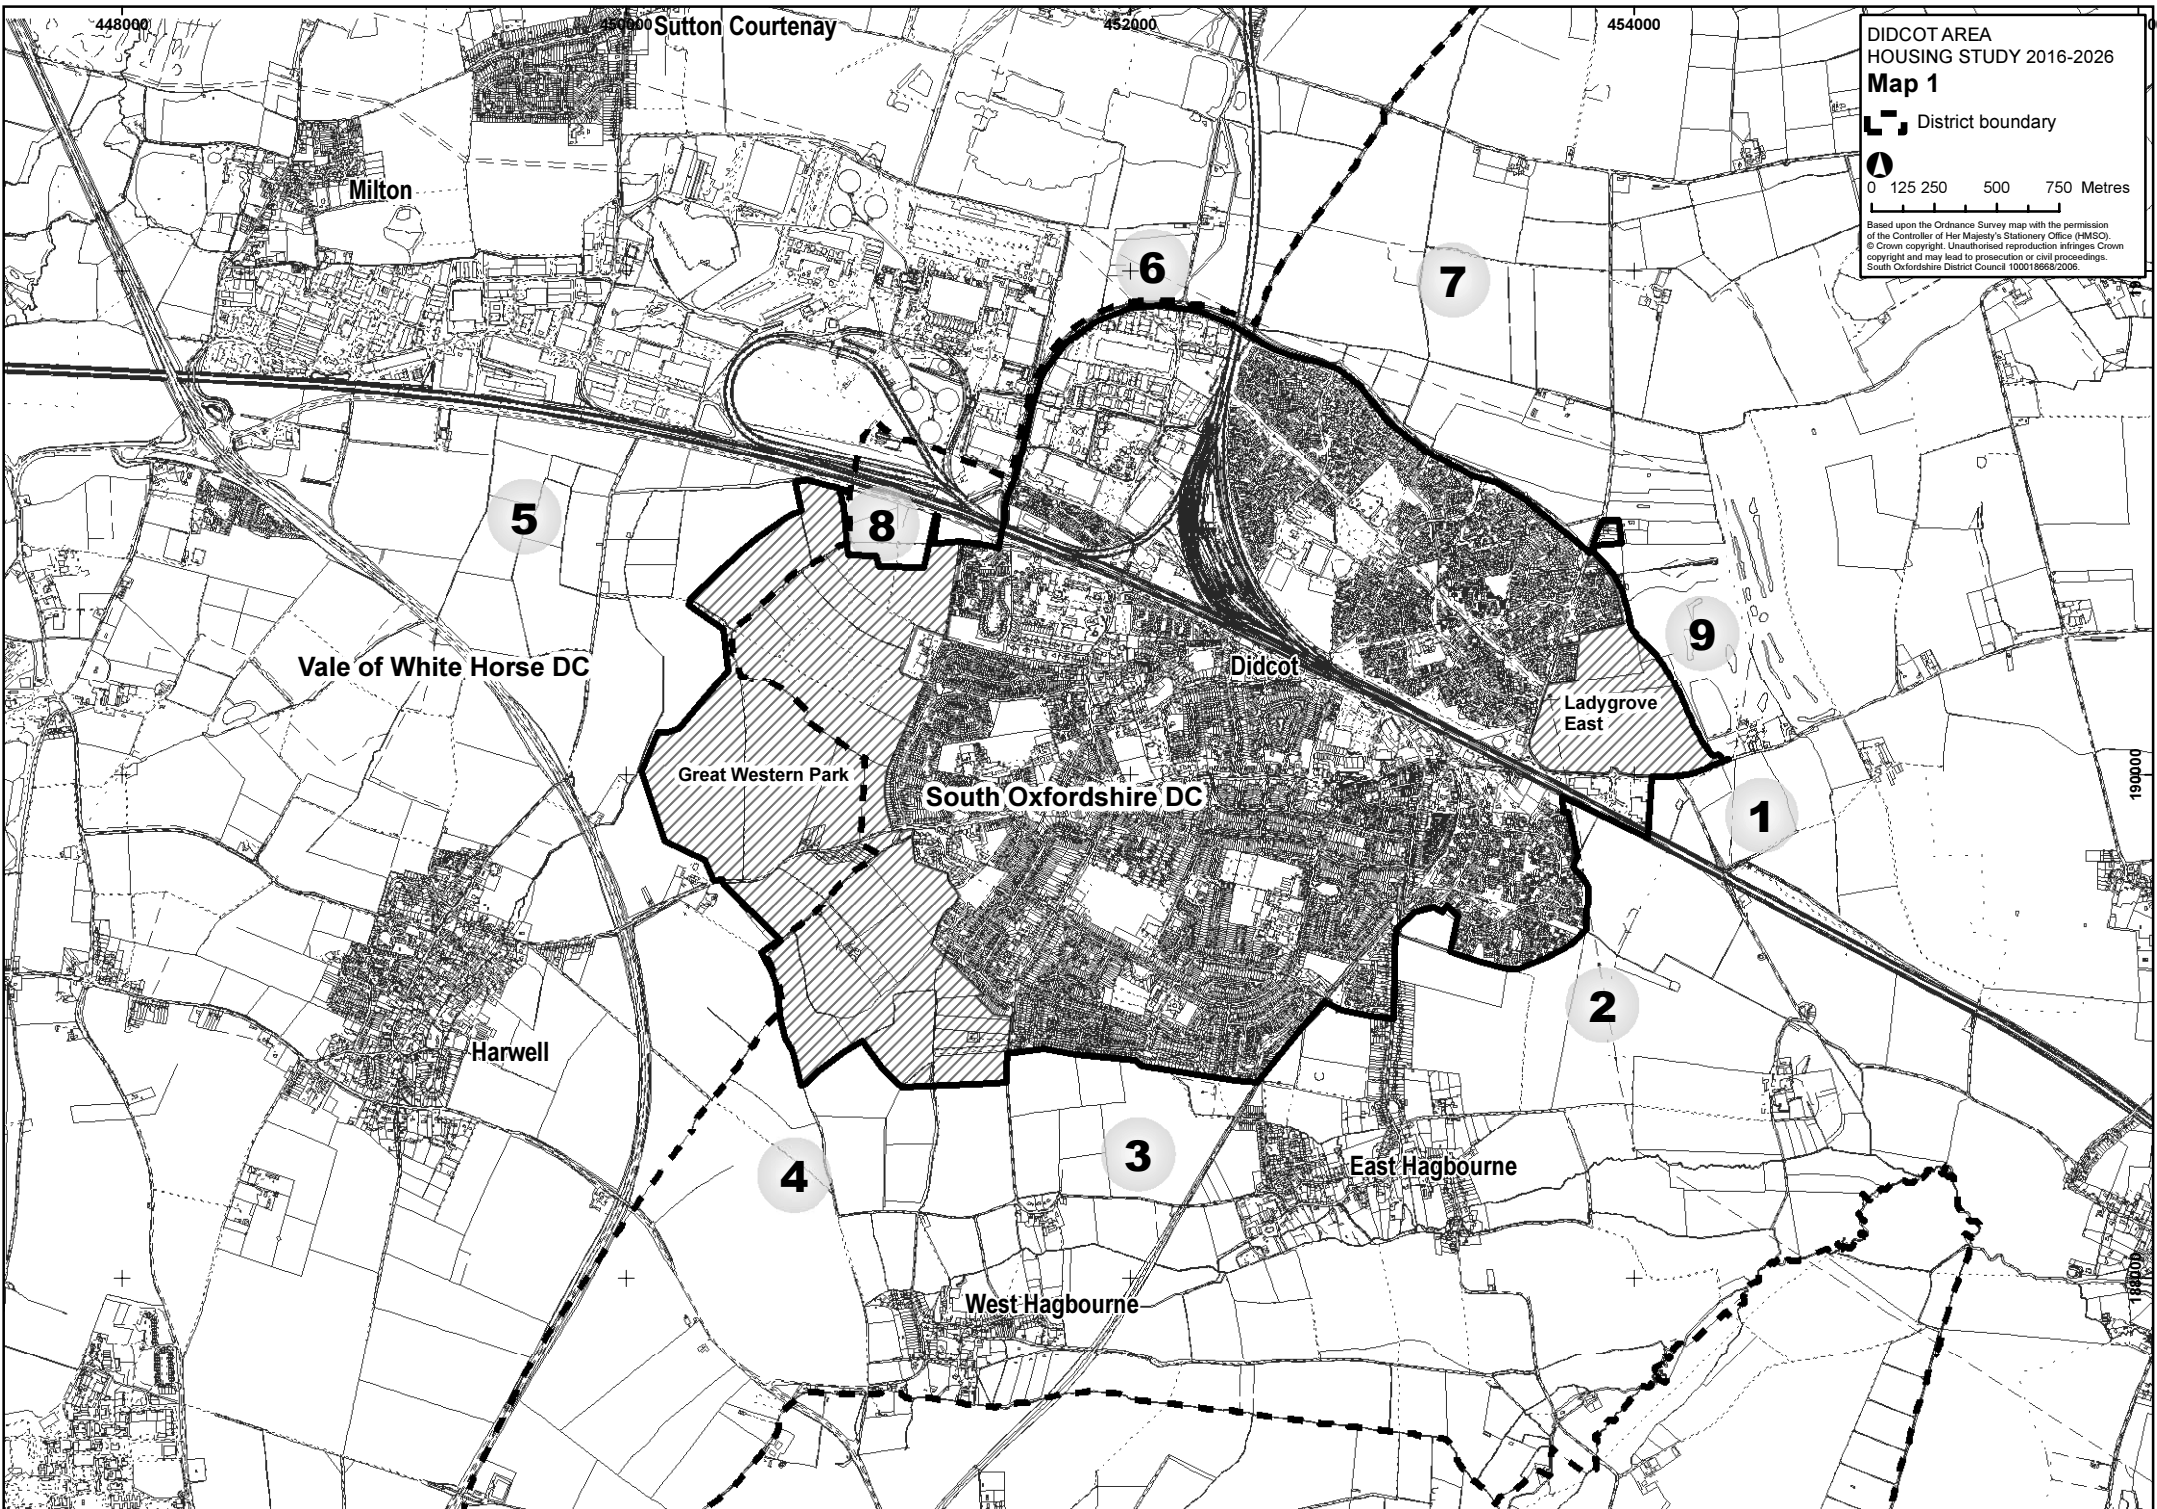 448000
450000
Sutton Courtenay
452000
454000
DIDCOT AREA
HOUSING STUDY 2016-2026
Map 1
District boundary
0 125 250 500 750 Metres
Based upon the Ordnance Survey map with the permission
of the Controller of Her Majesty's Stationery Office (HMSO).
© Crown copyright. Unauthorised reproduction infringes Crown
copyright and may lead to prosecution or civil proceedings.
South Oxfordshire District Council 100018668/2006.
Milton
6
7
5
8
9
Vale of White Horse DC
Didcot
Ladygrove
East
Great Western Park
South Oxfordshire DC
190000
1
2
Harwell
3
4
East Hagbourne
West Hagbourne
188000